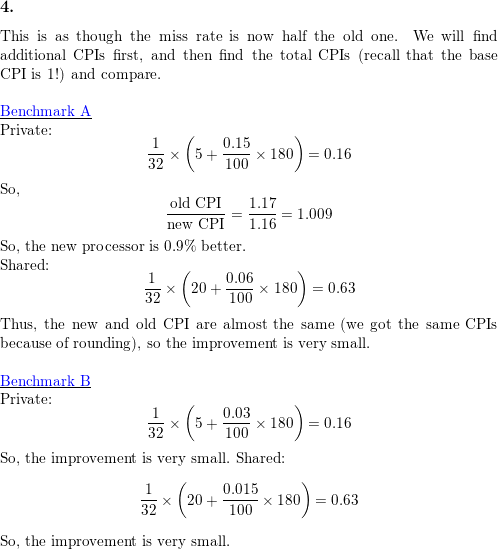 4.
This is as though the miss rate is now half the old one. We will find
additional CPIs first, and then find the total CPIs (recall that the base
CPI is 1!) and compare.
Benchmark A
Private:
\frac{1}{32} \times \left(5 + \frac{0.15}{100} \times 180\right) = 0.16
So,
\frac{\text{old CPI}}{\text{new CPI}} = \frac{1.17}{1.16} = 1.009
So, the new processor is 0.9% better.
Shared:
\frac{1}{32} \times \left(20 + \frac{0.06}{100} \times 180\right) = 0.63
Thus, the new and old CPI are almost the same (we got the same CPIs
because of rounding), so the improvement is very small.
Benchmark B
Private:
\frac{1}{32} \times \left(5 + \frac{0.03}{100} \times 180\right) = 0.16
So, the improvement is very small. Shared:
\frac{1}{32} \times \left(20 + \frac{0.015}{100} \times 180\right) = 0.63
So, the improvement is very small.